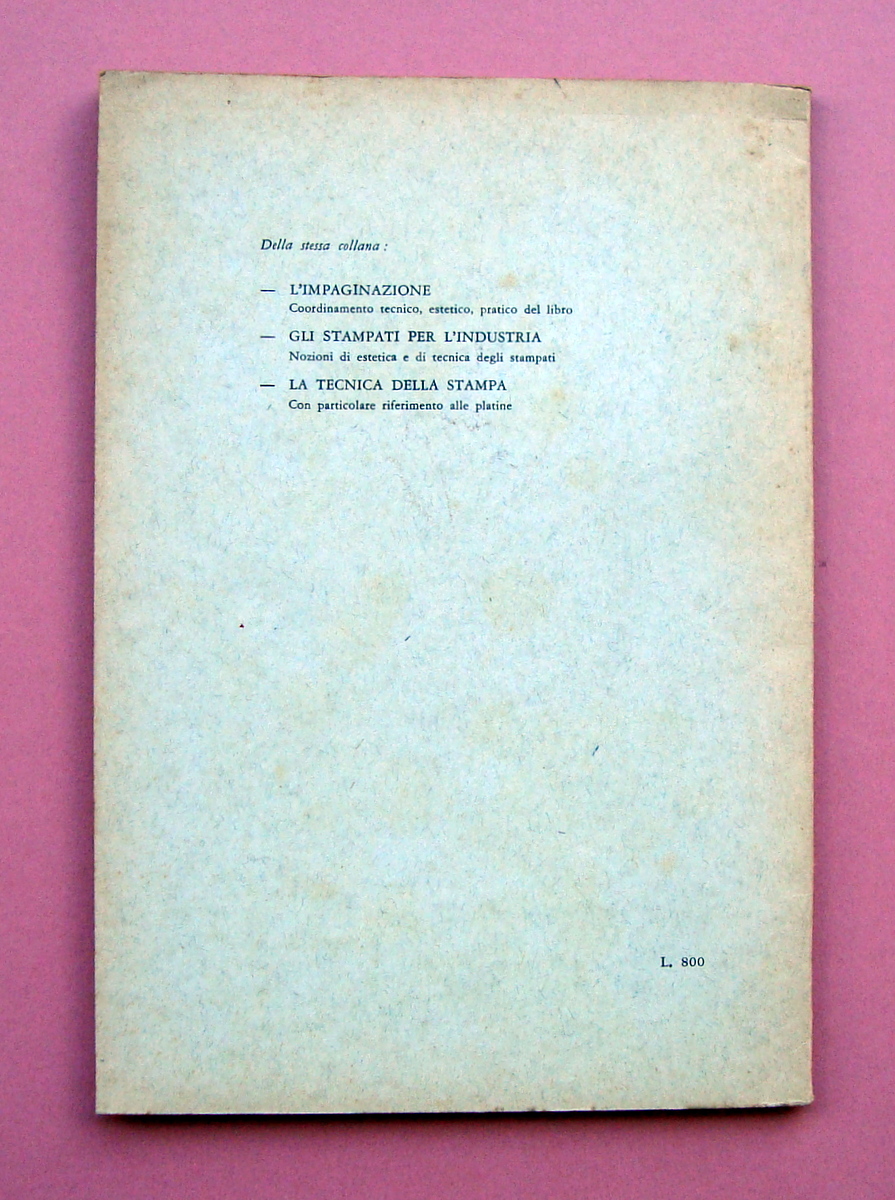 Della stessa collana :
— L'IMPAGINAZIONE
Coordinamento tecnico, estetico, pratico del libro
— GLI STAMPATI PER L'INDUSTRIA
Nozioni di estetica e di tecnica degli stampati
— LA TECNICA DELLA STAMPA
Con particolare riferimento alle platine
L. 800